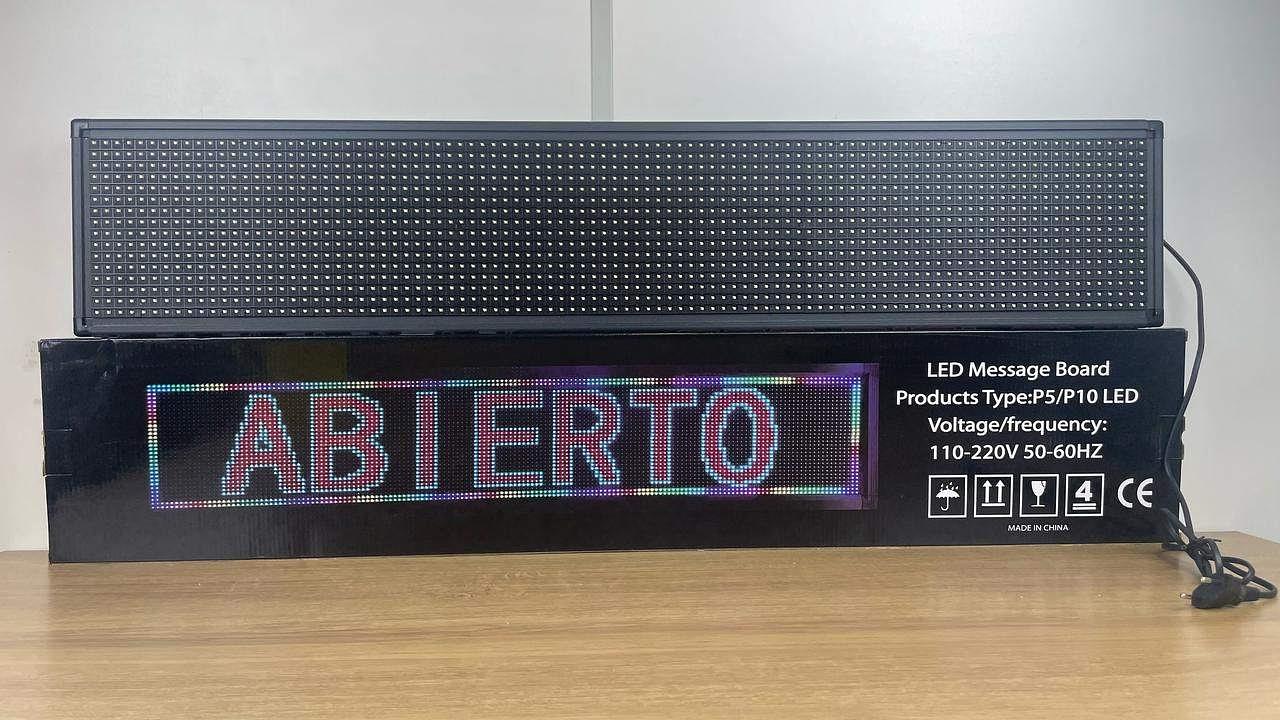 ABIERTO
LED Message Board
Products Type:P5/P10 LED
Voltage/frequency:
110-220V 50-60HZ
4
CE
MADE IN CHINA